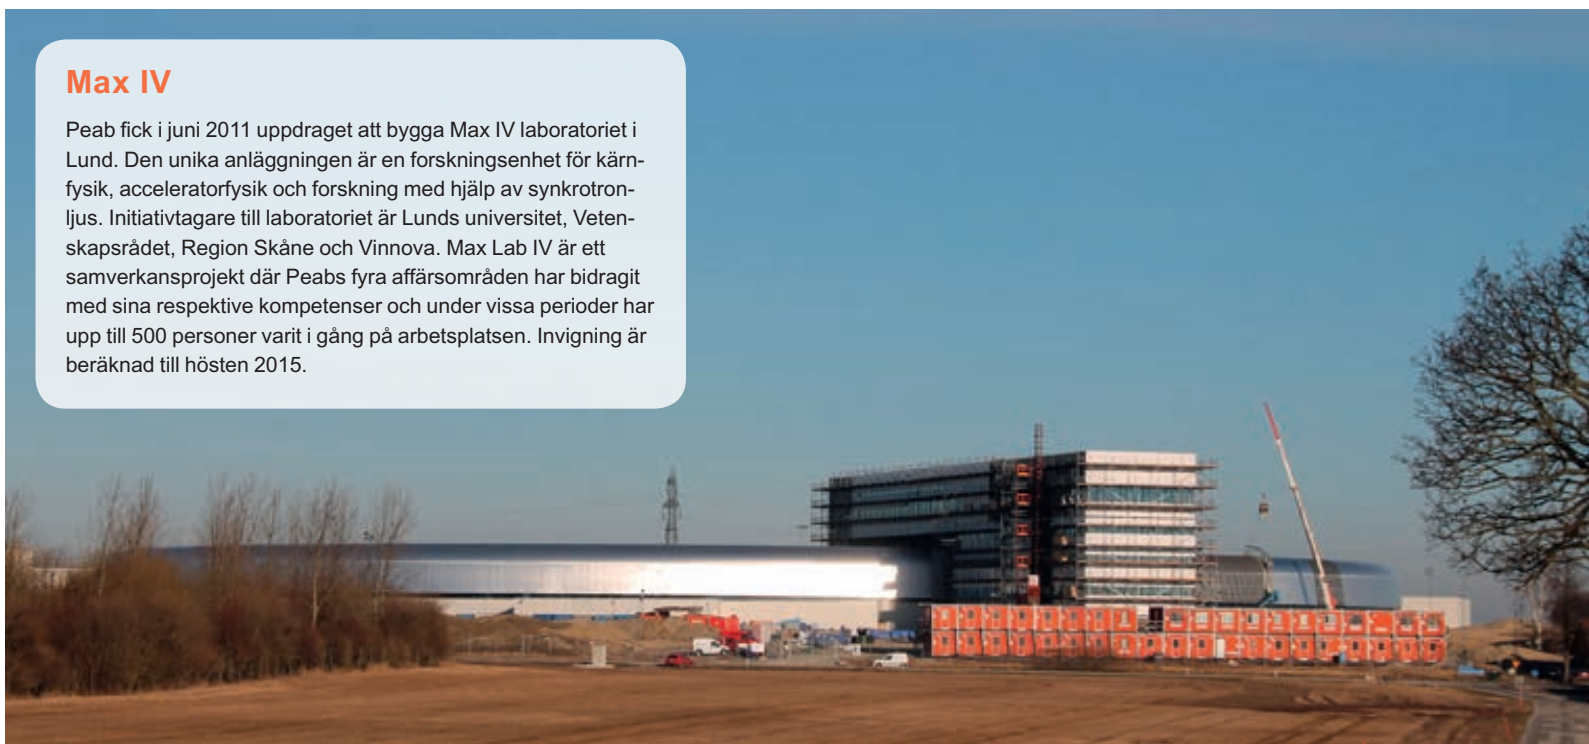 Max IV
Peab fick i juni 2011 uppdraget att bygga Max IV laboratoriet i
Lund. Den unika anläggningen är en forskningsenhet för kärn-
fysik, acceleratorfysik och forskning med hjälp av synkrotron-
ljus. Initiativtagare till laboratoriet är Lunds universitet, Veten-
skapsrådet, Region Skåne och Vinnova. Max Lab IV är ett
samverkansprojekt där Peabs fyra affärsområden har bidragit
med sina respektive kompetenser och under vissa perioder har
upp till 500 personer varit i gång på arbetsplatsen. Invigning är
beräknad till hösten 2015.